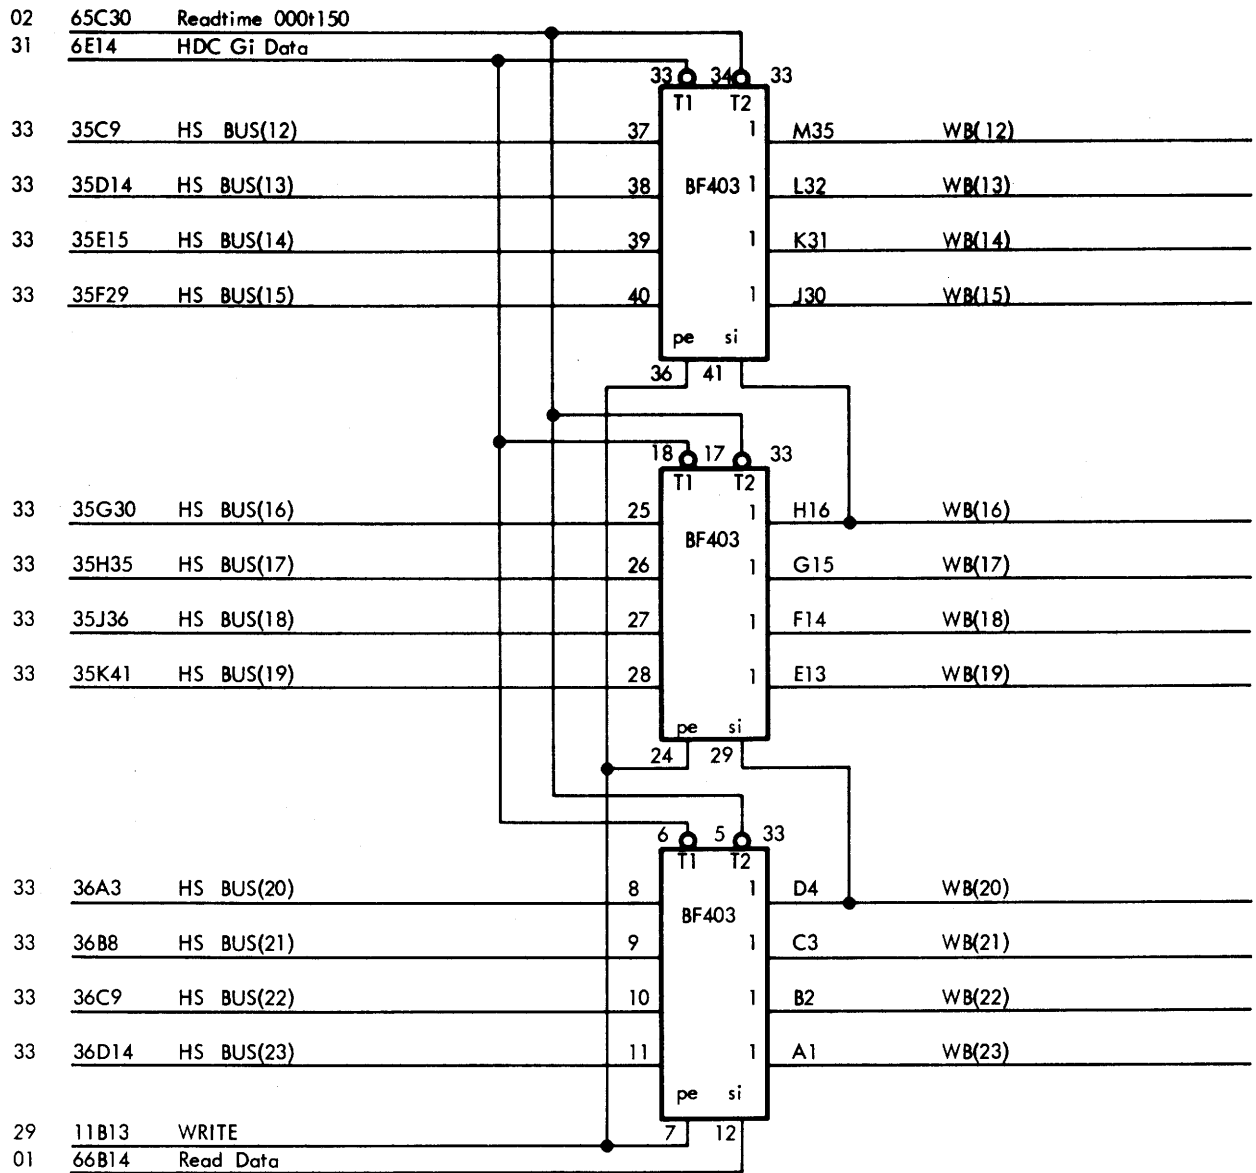 02 65C30 Readtime 000t150
31 6E14 HDC Gi Data
33 34 33
T1 T2
33 35C9 HS BUS(12) 37 1 M35 WB(12)
33 35D14 HS BUS(13) 38 BF403 1 L32 WB(13)
33 35E15 HS BUS(14) 39 1 K31 WB(14)
33 35F29 HS BUS(15) 40 1 J30 WB(15)
pe si
36 41
18 17 33
T1 T2
33 35G30 HS BUS(16) 25 1 H16 WB(16)
BF403
33 35H35 HS BUS(17) 26 1 G15 WB(17)
33 35J36 HS BUS(18) 27 1 F14 WB(18)
33 35K41 HS BUS(19) 28 1 E13 WB(19)
pe si
24 29
6 5 33
T1 T2
33 36A3 HS BUS(20) 8 1 D4 WB(20)
BF403
33 36B8 HS BUS(21) 9 1 C3 WB(21)
33 36C9 HS BUS(22) 10 1 B2 WB(22)
33 36D14 HS BUS(23) 11 1 A1 WB(23)
pe si
29 11B13 WRITE 7 12
01 66B14 Read Data